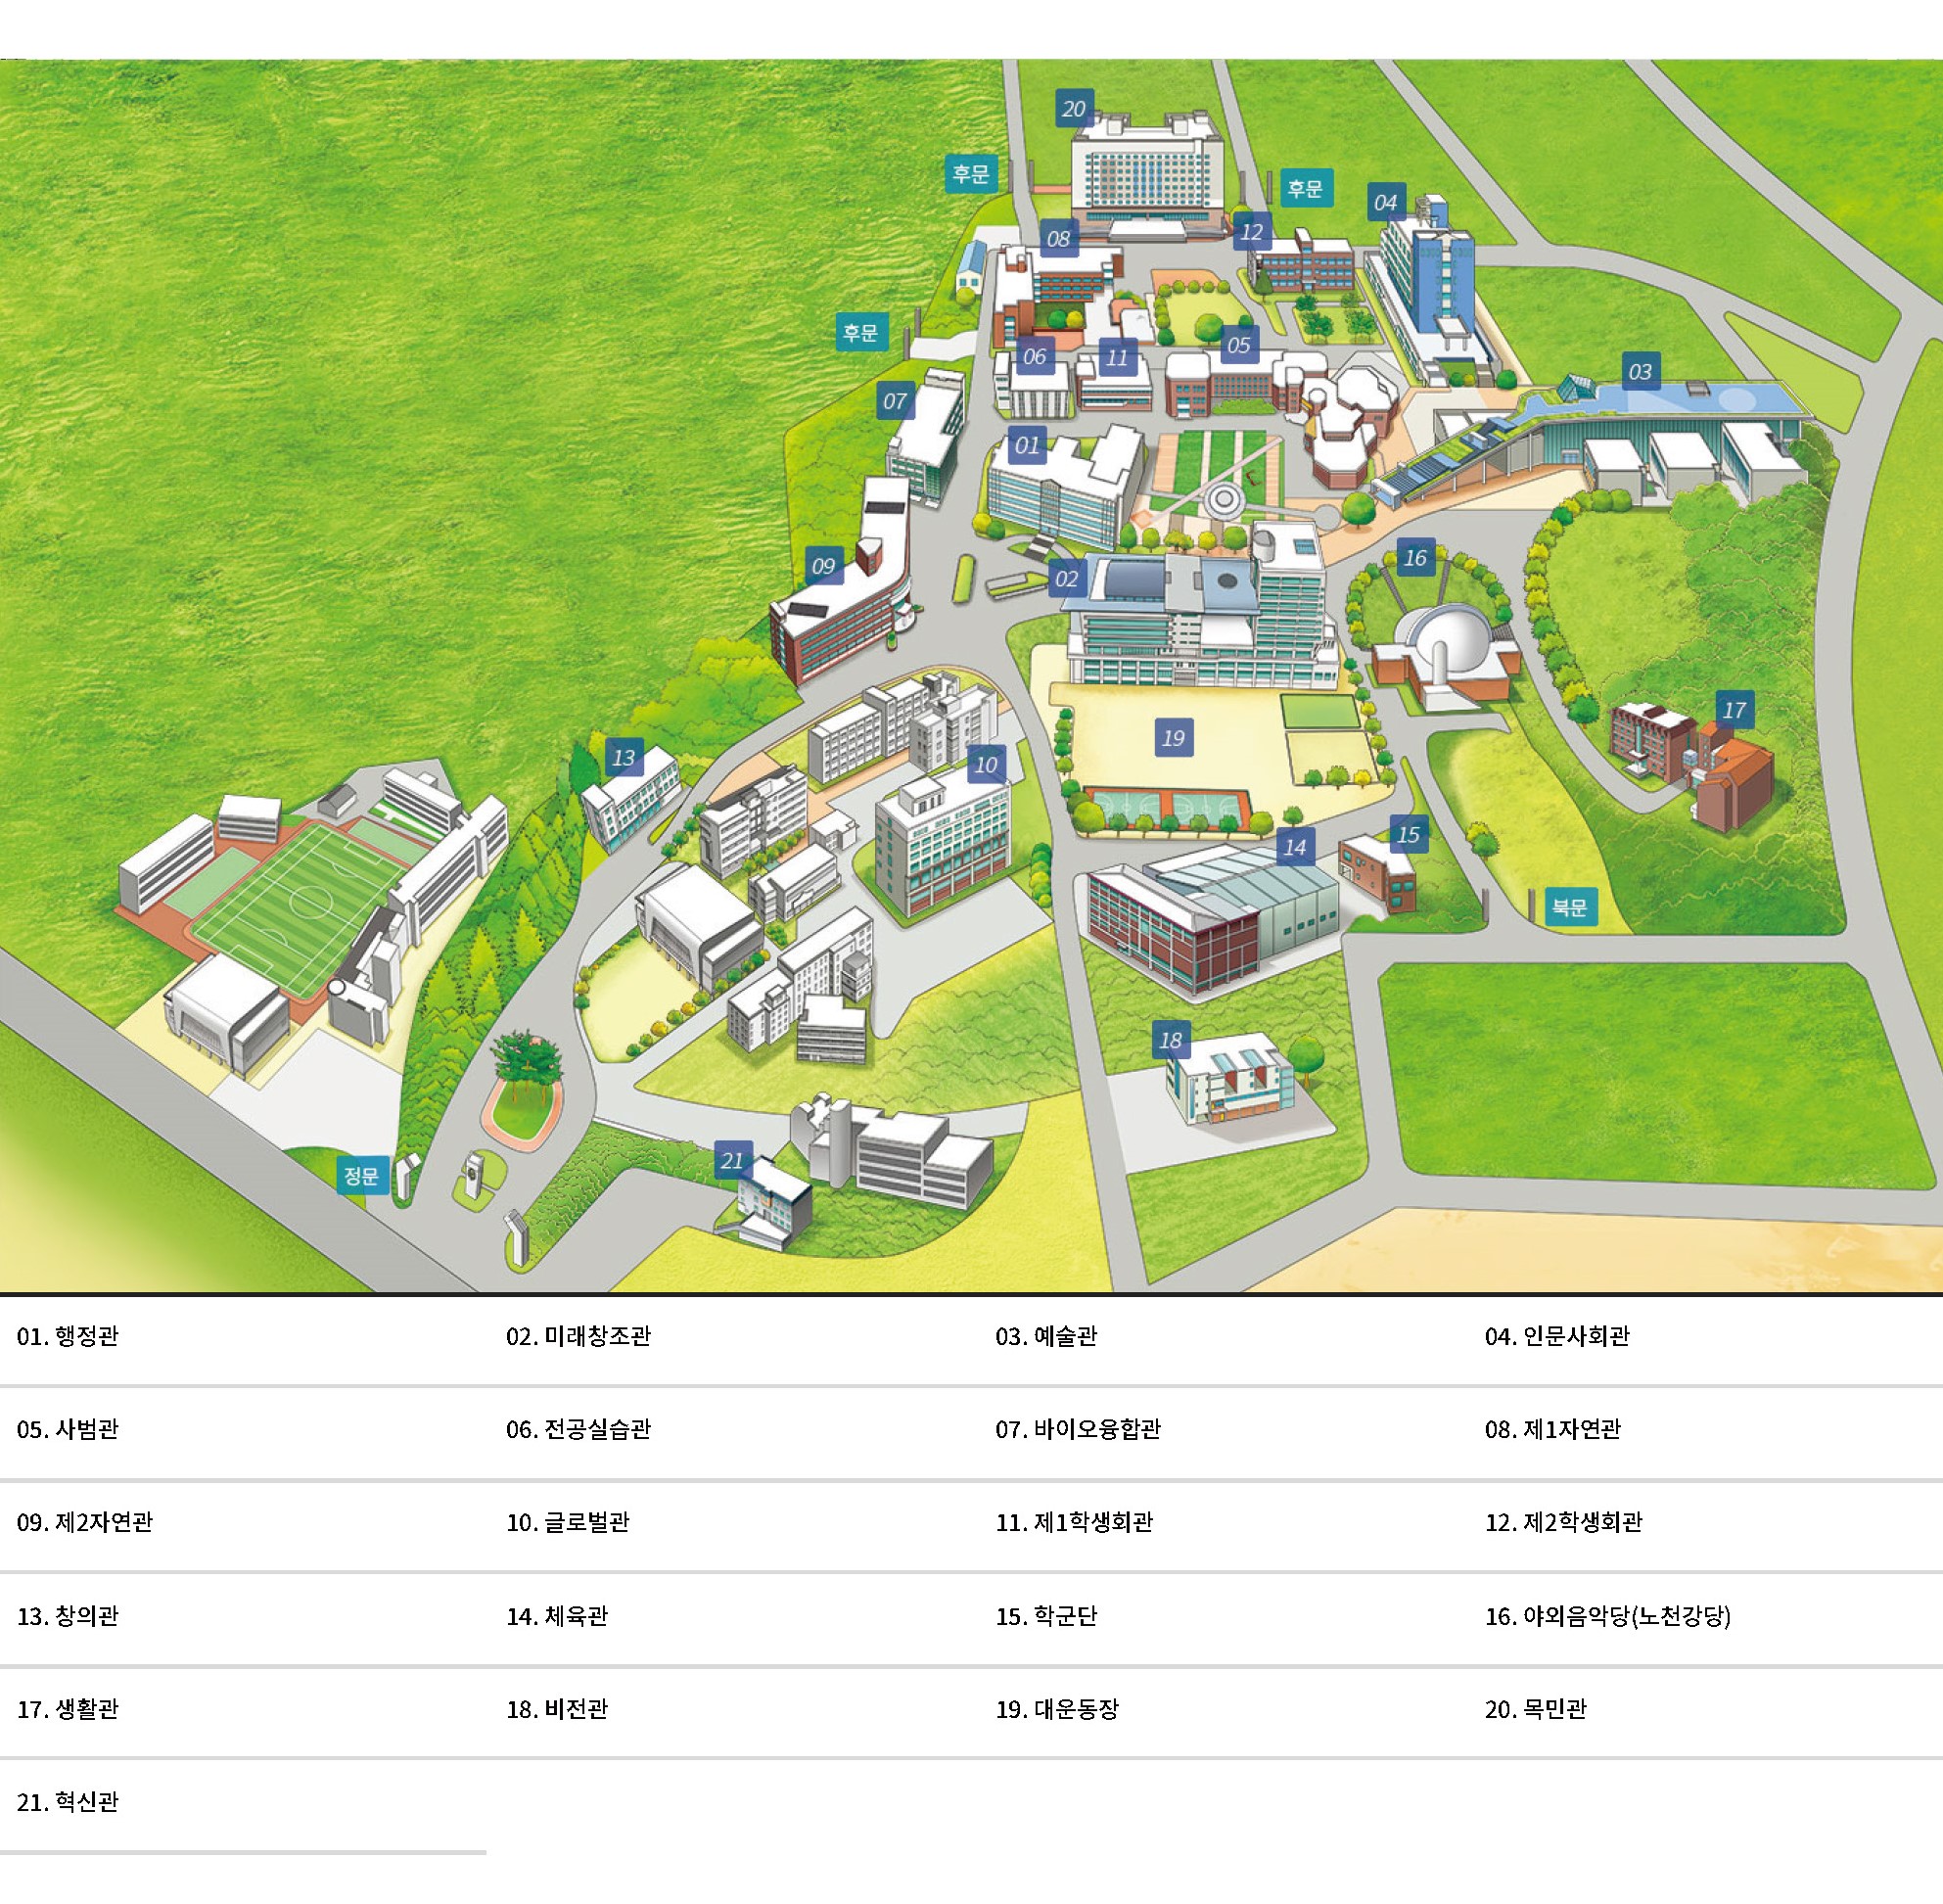 20
후문
후문
04
12
08
후문
05
06
11
03
07
01
16
09
02
17
19
13
10
15
14
북문
18
21
정문
01. 행정관
02. 미래창조관
03. 예술관
04. 인문사회관
05. 사범관
06. 전공실습관
07. 바이오융합관
08. 제1자연관
09. 제2자연관
10. 글로벌관
11. 제1학생회관
12. 제2학생회관
13. 창의관
14. 체육관
15. 학군단
16. 야외음악당(노천강당)
17. 생활관
18. 비전관
19. 대운동장
20. 목민관
21. 혁신관